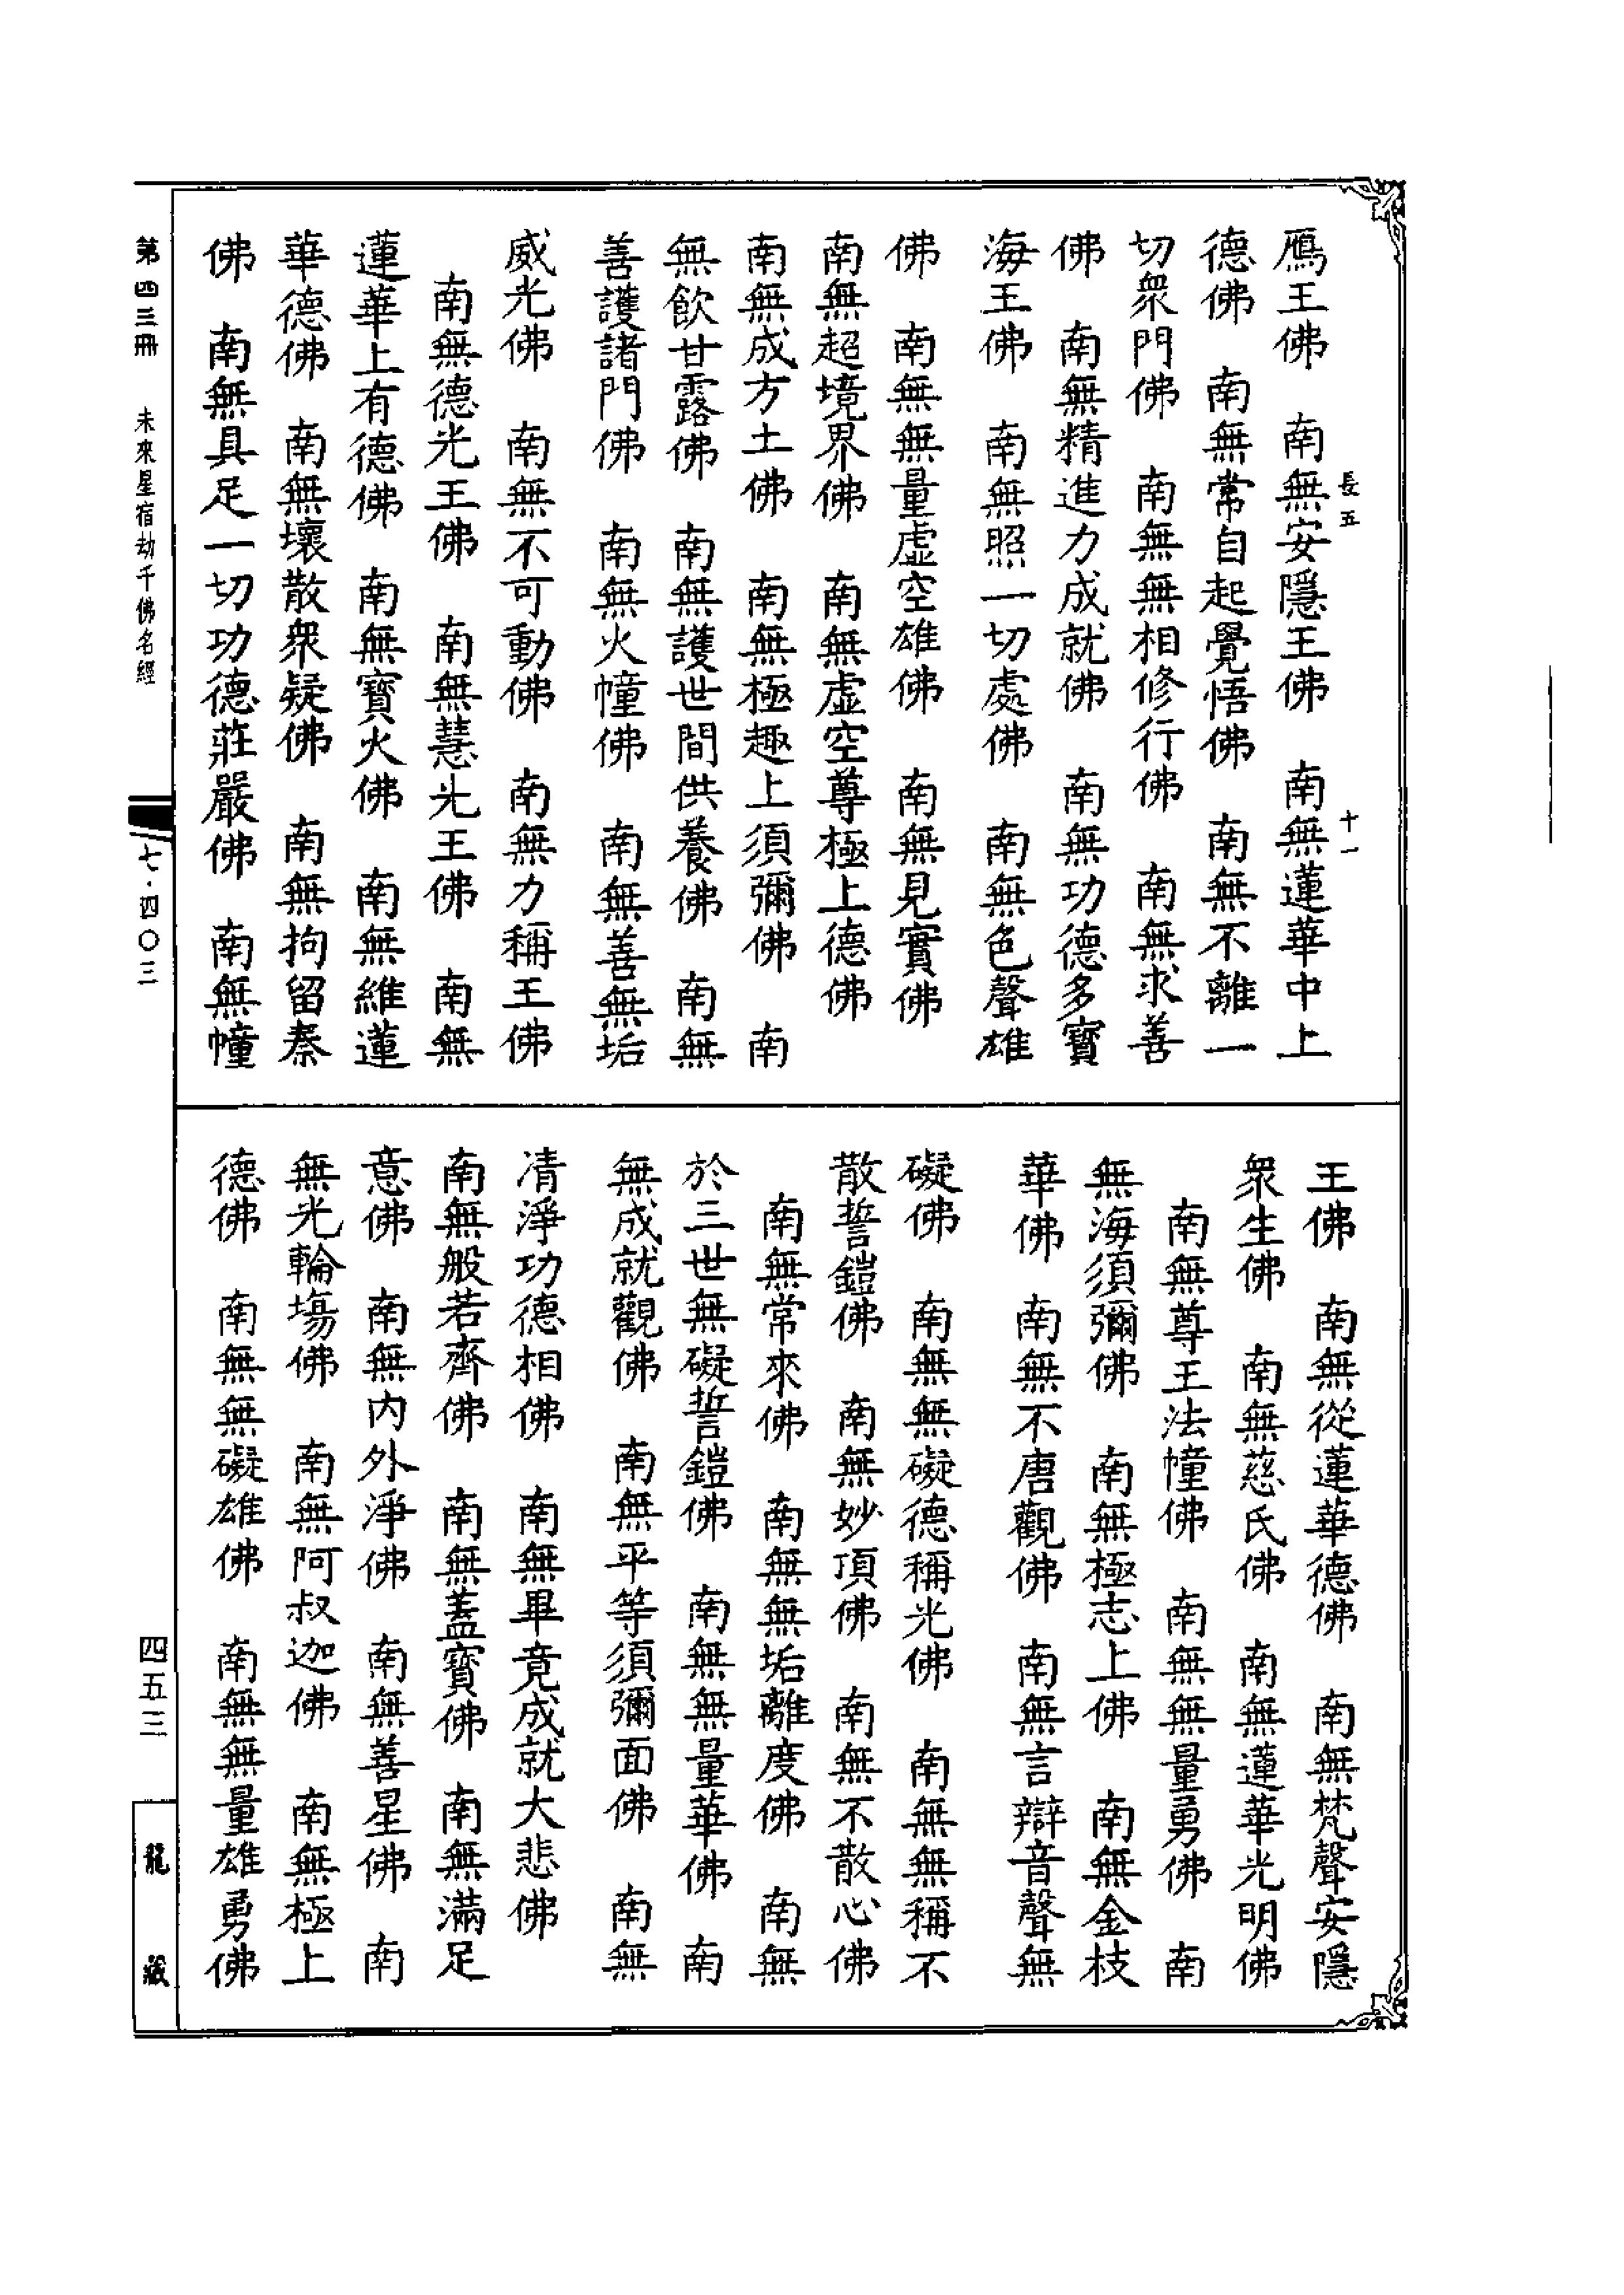 長五　十一
鴈王佛　南無安隱王佛　南無蓮華中上
德佛　南無常自起覺悟佛　南無不離一
切衆門佛　南無無相修行佛　南無求善
佛　南無精進力成就佛　南無功德多寶
海王佛　南無照一切處佛　南無色聲雄
佛　南無無量虛空雄佛　南無見實佛
南無超境界佛　南無虛空尊極上德佛
南無成方土佛　南無極趣上須彌佛　南
無飲甘露佛　南無護世間供養佛　南無
善護諸門佛　南無火幢佛　南無善無垢
威光佛　南無不可動佛　南無力稱王佛
南無德光王佛　南無慧光王佛　南無
蓮華上有德佛　南無寶火佛　南無維蓮
華德佛　南無壞散衆疑佛　南無拘留秦
佛　南無具足一切功德莊嚴佛　南無幢
王佛　南無從蓮華德佛　南無梵聲安隱
衆生佛　南無慈氏佛　南無蓮華光明佛
南無尊王法幢佛　南無無量勇佛　南
無海須彌佛　南無極志上佛　南無金枝
華佛　南無不唐觀佛　南無言辯音聲無
礙佛　南無無礙德稱光佛　南無無稱不
散誓鎧佛　南無妙頂佛　南無不散心佛
南無常來佛　南無無垢離度佛　南無
於三世無礙誓鎧佛　南無無量華佛　南
無成就觀佛　南無平等須彌面佛　南無
清淨功德相佛　南無畢竟成就大悲佛
南無般若齊佛　南無蓋寶佛　南無滿足
意佛　南無內外淨佛　南無善星佛　南
無光輪塲佛　南無阿叔迦佛　南無極上
德佛　南無無礙雄佛　南無無量雄勇佛
第四三冊　未來星宿劫千佛名經
七·四〇三
四五三
龍藏